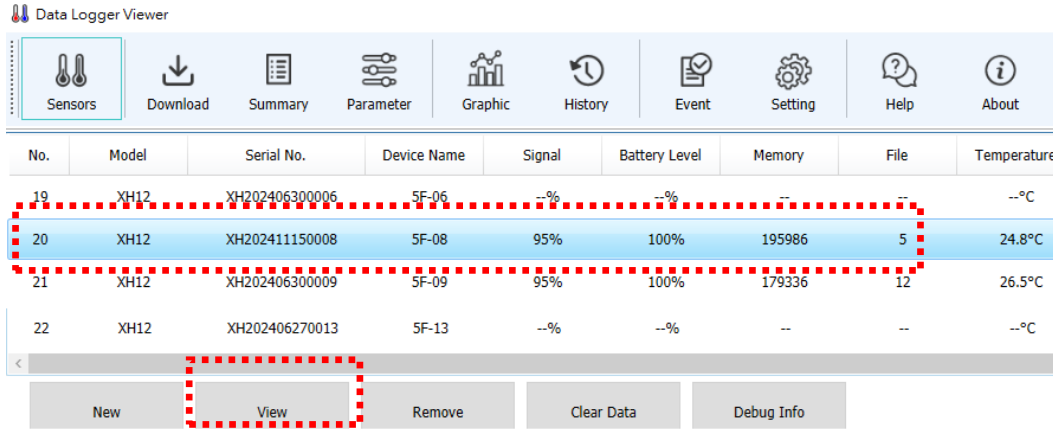 Data Logger Viewer
Sensors Download Summary Parameter Graphic History Event Setting Help About
No. Model Serial No. Device Name Signal Battery Level Memory File Temperature
19 XH12 XH202406300006 5F-06 --% --% -- -- --°C
20 XH12 XH202411150008 5F-08 95% 100% 195986 5 24.8°C
21 XH12 XH202406300009 5F-09 95% 100% 179336 12 26.5°C
22 XH12 XH202406270013 5F-13 --% --% -- -- --°C
New View Remove Clear Data Debug Info